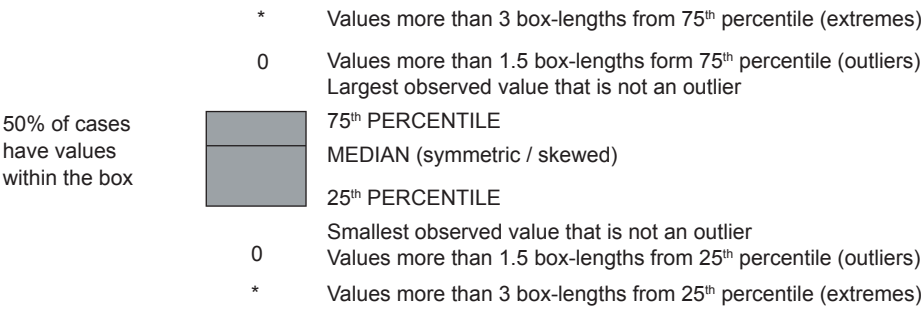 * Values more than 3 box-lengths from 75th percentile (extremes)
0 Values more than 1.5 box-lengths form 75th percentile (outliers)
Largest observed value that is not an outlier
50% of cases
have values
within the box
75th PERCENTILE
MEDIAN (symmetric / skewed)
25th PERCENTILE
Smallest observed value that is not an outlier
0 Values more than 1.5 box-lengths from 25th percentile (outliers)
* Values more than 3 box-lengths from 25th percentile (extremes)